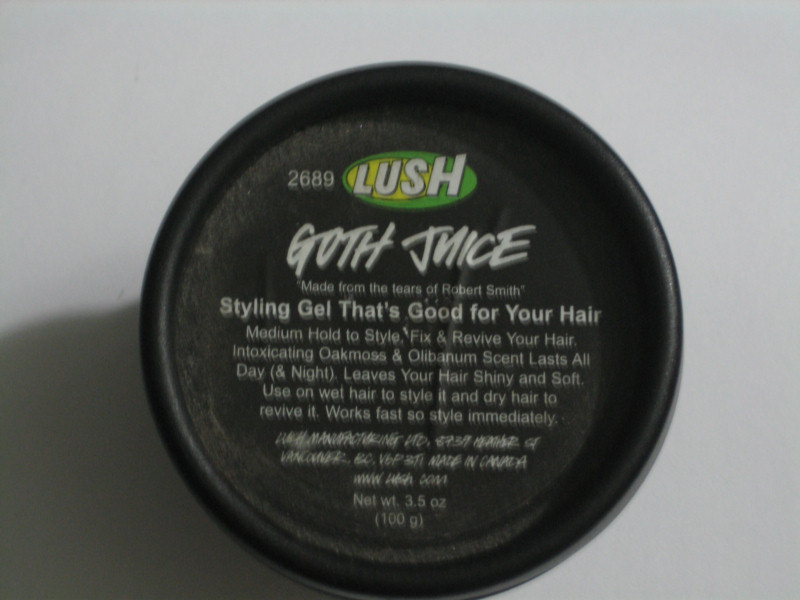 2689 LUSH
GOTH JUICE
"Made from the tears of Robert Smith"
Styling Gel That's Good for Your Hair
Medium Hold to Style, Fix & Revive Your Hair.
Intoxicating Oakmoss & Olibanum Scent Lasts All
Day (& Night). Leaves Your Hair Shiny and Soft.
Use on wet hair to style it and dry hair to
revive it. Works fast so style immediately.
LUSH MANUFACTURING LTD. HEATHER
VANCOUVER, BC, V6P 3T1 MADE IN CANADA
WWW.LUSH.COM
Net wt. 3.5 oz
(100 g)